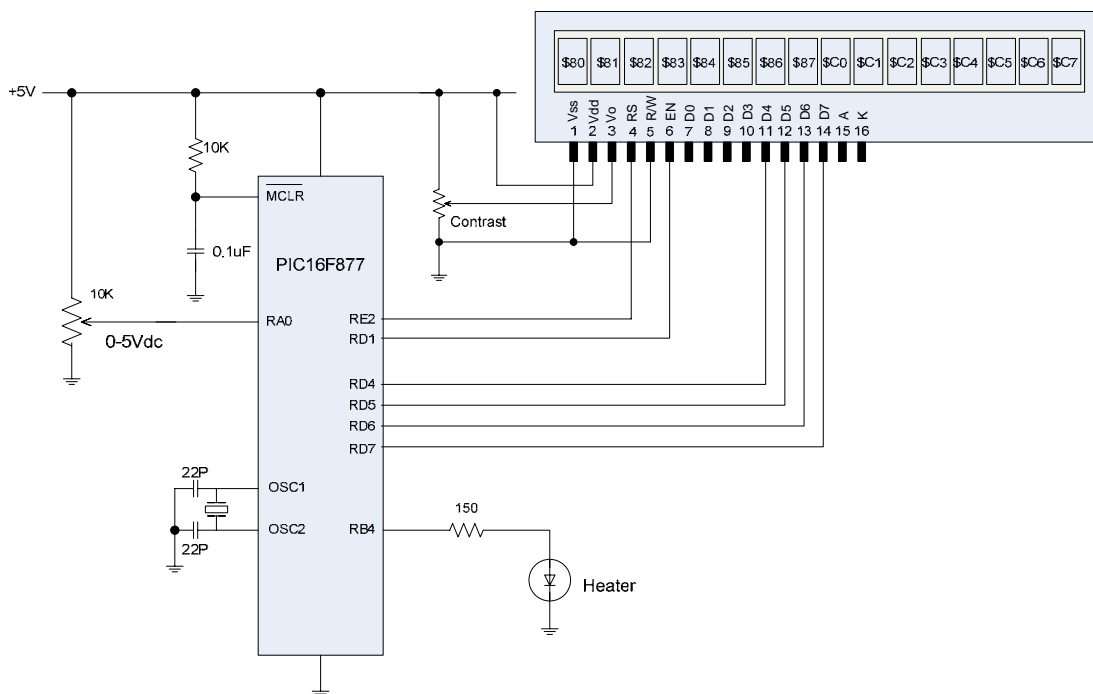 $80 $81 $82 $83 $84 $85 $86 $87 $C0 $C1 $C2 $C3 $C4 $C5 $C6 $C7
Vss Vdd Vo RS R/W EN D0 D1 D2 D3 D4 D5 D6 D7 A K
1 2 3 4 5 6 7 8 9 10 11 12 13 14 15 16
+5V
10K
MCLR
Contrast
0.1uF
PIC16F877
10K
RA0
0-5Vdc
RE2
RD1
RD4
RD5
RD6
RD7
22P
OSC1
OSC2
22P
RB4
150
Heater